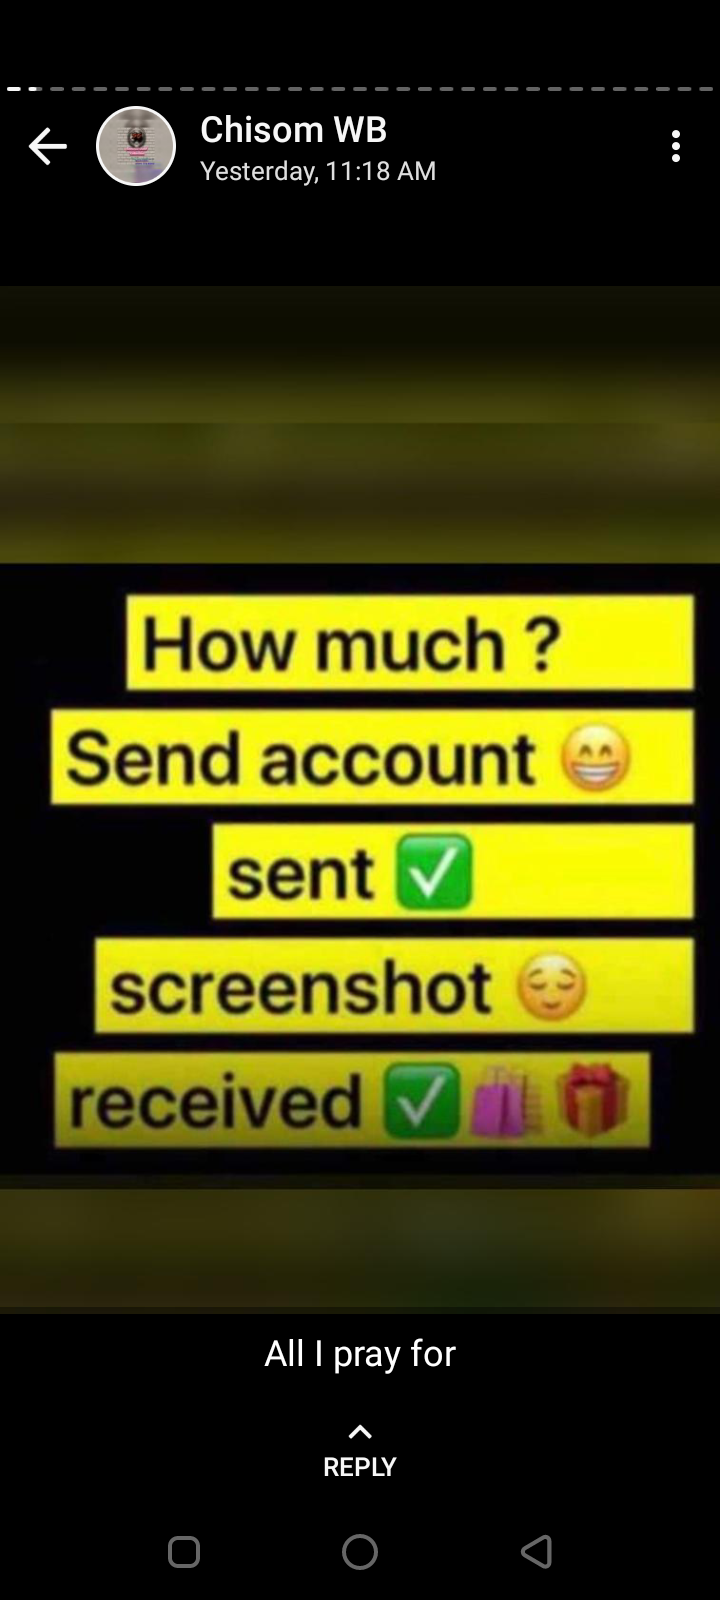 Chisom WB
Yesterday, 11:18 AM
How much ?
Send account 😁
sent ✅
screenshot 😌
received ✅🛍️🎁
All I pray for
REPLY